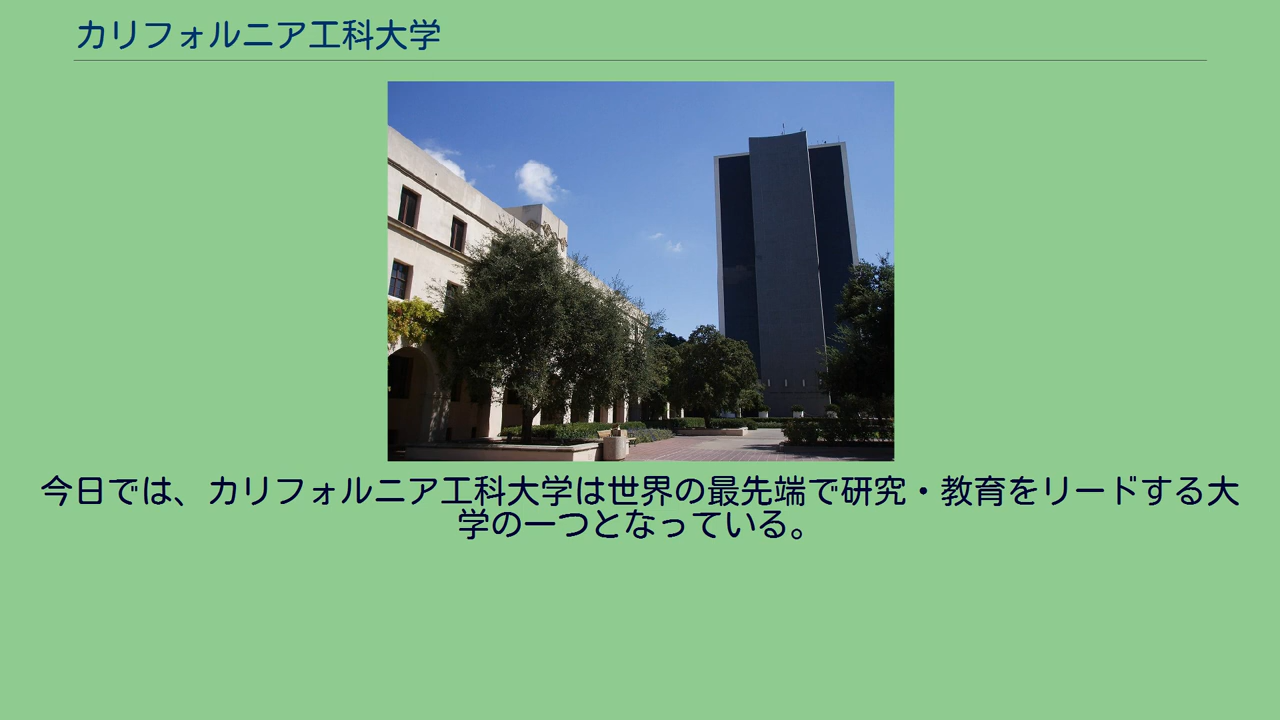 カリフォルニア工科大学
今日では、カリフォルニア工科大学は世界の最先端で研究・教育をリードする大
学の一つとなっている。